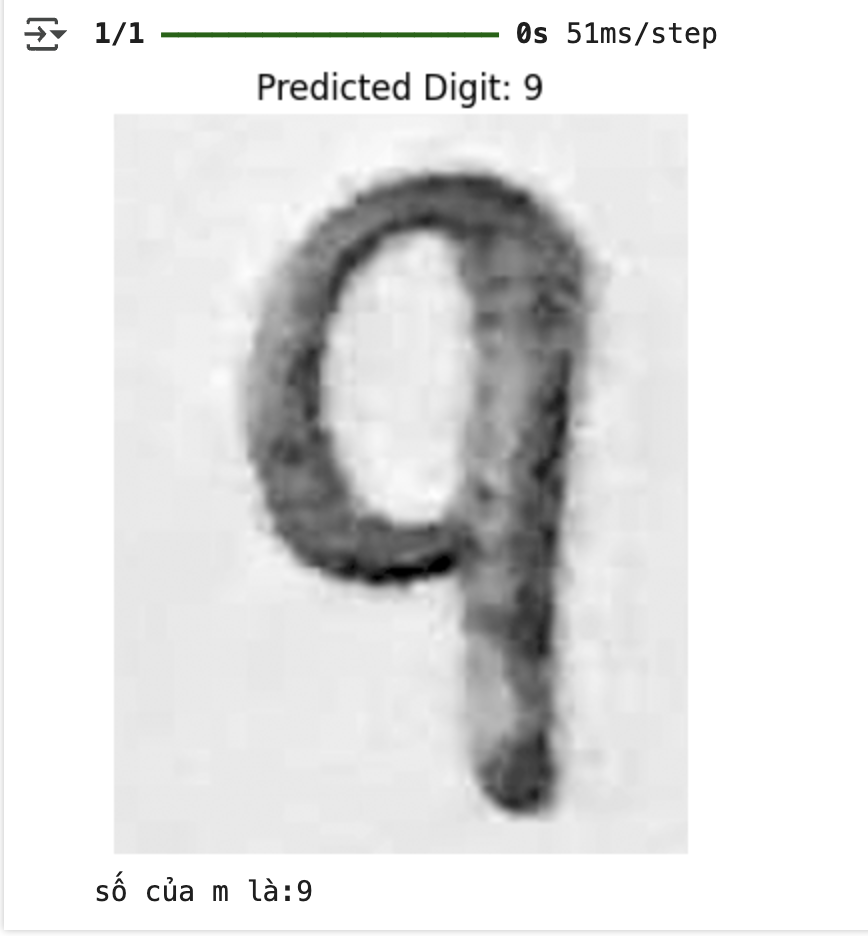 1/1 0s 51ms/step
Predicted Digit: 9
9
số của m là:9